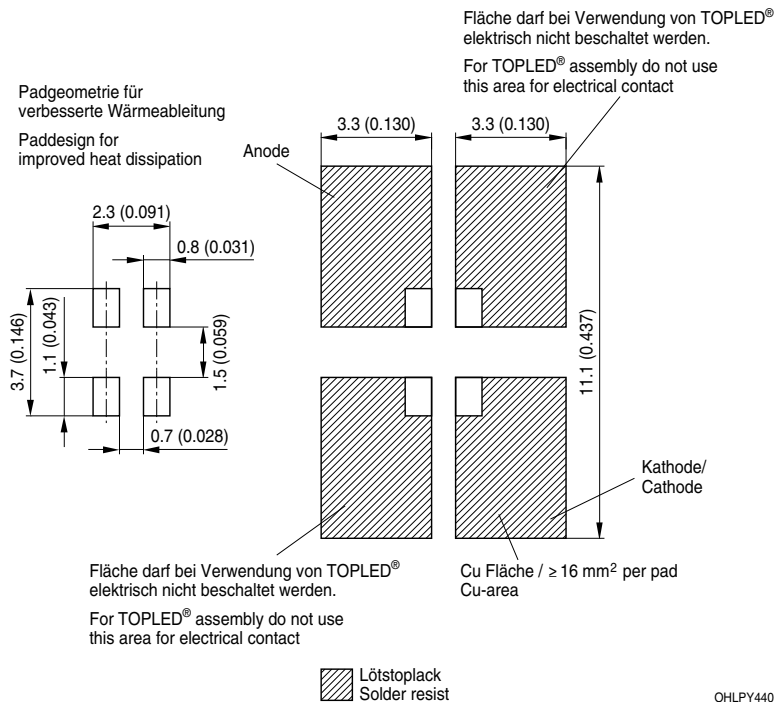 Fläche darf bei Verwendung von TOPLED®
elektrisch nicht beschaltet werden.
For TOPLED® assembly do not use
this area for electrical contact
Padgeometrie für
verbesserte Wärmeableitung
Paddesign for
improved heat dissipation
Anode
3.3 (0.130)
3.3 (0.130)
2.3 (0.091)
0.8 (0.031)
3.7 (0.146)
1.1 (0.043)
1.5 (0.059)
0.7 (0.028)
11.1 (0.437)
Kathode/
Cathode
Fläche darf bei Verwendung von TOPLED®
elektrisch nicht beschaltet werden.
For TOPLED® assembly do not use
this area for electrical contact
Cu Fläche / ≥ 16 mm² per pad
Cu-area
Lötstoplack
Solder resist
OHLPY440